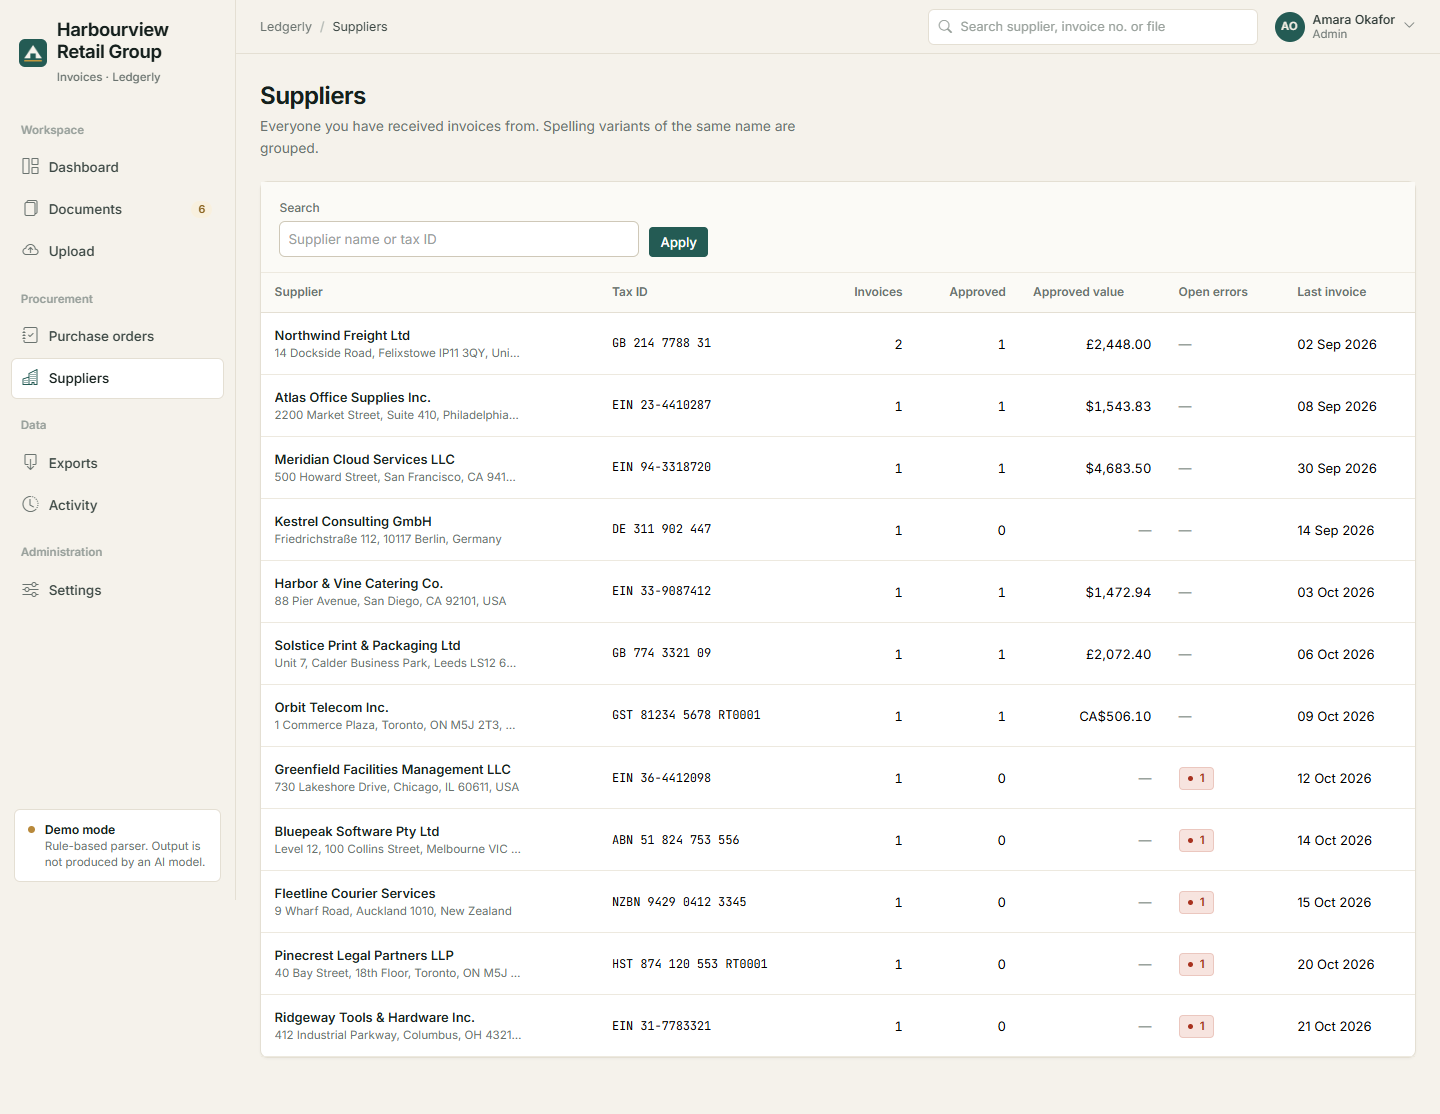 Harbourview
Retail Group
Invoices · Ledgerly
Workspace
Dashboard
Documents 6
Upload
Procurement
Purchase orders
Suppliers
Data
Exports
Activity
Administration
Settings
Demo mode
Rule-based parser. Output is
not produced by an AI model.
Ledgerly / Suppliers
Search supplier, invoice no. or file
AO
Amara Okafor
Admin
Suppliers
Everyone you have received invoices from. Spelling variants of the same name are
grouped.
Search
Supplier name or tax ID
Apply
Supplier Tax ID Invoices Approved Approved value Open errors Last invoice
Northwind Freight Ltd
14 Dockside Road, Felixstowe IP11 3QY, Uni...
GB 214 7788 31 2 1 £2,448.00 — 02 Sep 2026
Atlas Office Supplies Inc.
2200 Market Street, Suite 410, Philadelphia...
EIN 23-4410287 1 1 $1,543.83 — 08 Sep 2026
Meridian Cloud Services LLC
500 Howard Street, San Francisco, CA 941...
EIN 94-3318720 1 1 $4,683.50 — 30 Sep 2026
Kestrel Consulting GmbH
Friedrichstraße 112, 10117 Berlin, Germany
DE 311 902 447 1 0 — — 14 Sep 2026
Harbor & Vine Catering Co.
88 Pier Avenue, San Diego, CA 92101, USA
EIN 33-9087412 1 1 $1,472.94 — 03 Oct 2026
Solstice Print & Packaging Ltd
Unit 7, Calder Business Park, Leeds LS12 6...
GB 774 3321 09 1 1 £2,072.40 — 06 Oct 2026
Orbit Telecom Inc.
1 Commerce Plaza, Toronto, ON M5J 2T3, ...
GST 81234 5678 RT0001 1 1 CA$506.10 — 09 Oct 2026
Greenfield Facilities Management LLC
730 Lakeshore Drive, Chicago, IL 60611, USA
EIN 36-4412098 1 0 — 1 12 Oct 2026
Bluepeak Software Pty Ltd
Level 12, 100 Collins Street, Melbourne VIC ...
ABN 51 824 753 556 1 0 — 1 14 Oct 2026
Fleetline Courier Services
9 Wharf Road, Auckland 1010, New Zealand
NZBN 9429 0412 3345 1 0 — 1 15 Oct 2026
Pinecrest Legal Partners LLP
40 Bay Street, 18th Floor, Toronto, ON M5J ...
HST 874 120 553 RT0001 1 0 — 1 20 Oct 2026
Ridgeway Tools & Hardware Inc.
412 Industrial Parkway, Columbus, OH 4321...
EIN 31-7783321 1 0 — 1 21 Oct 2026